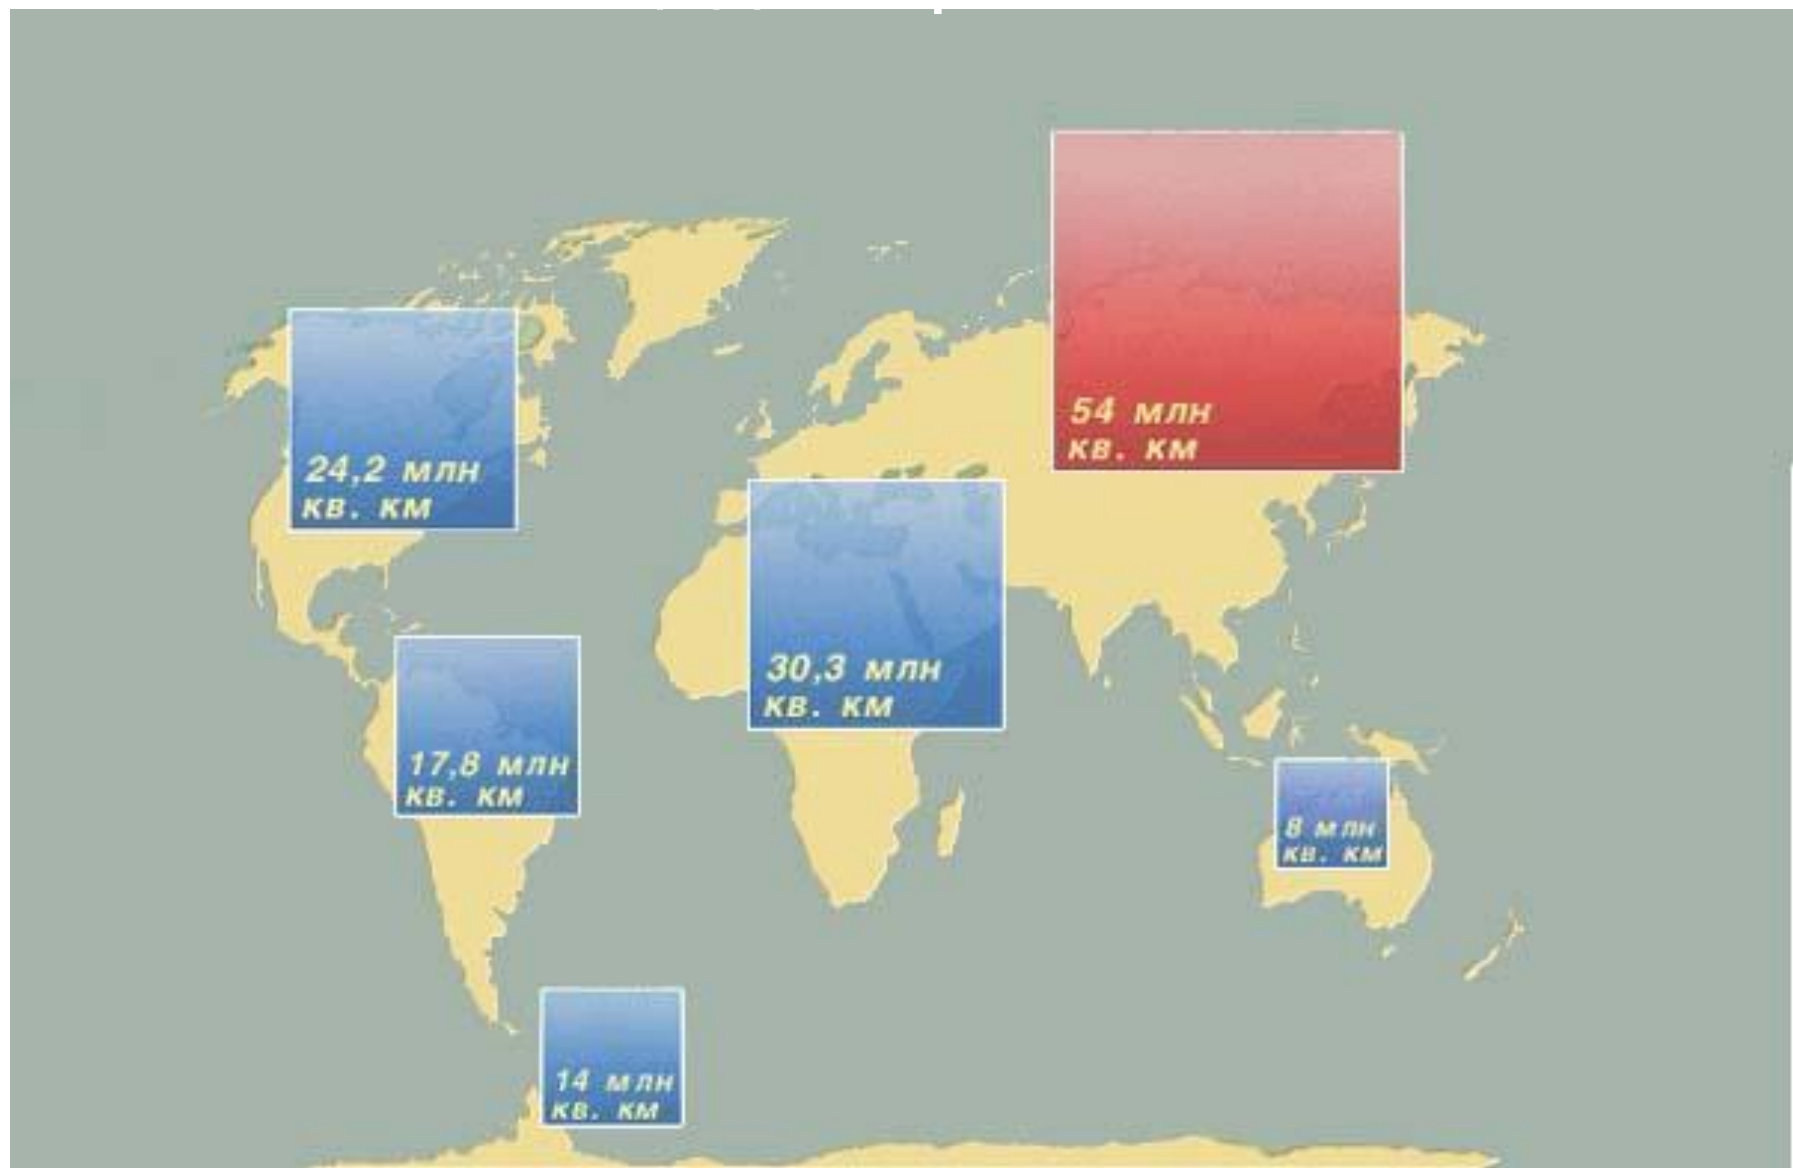 54 млн
кв. км
24,2 млн
кв. км
30,3 млн
кв. км
17,8 млн
кв. км
8 млн
кв. км
14 млн
кв. км